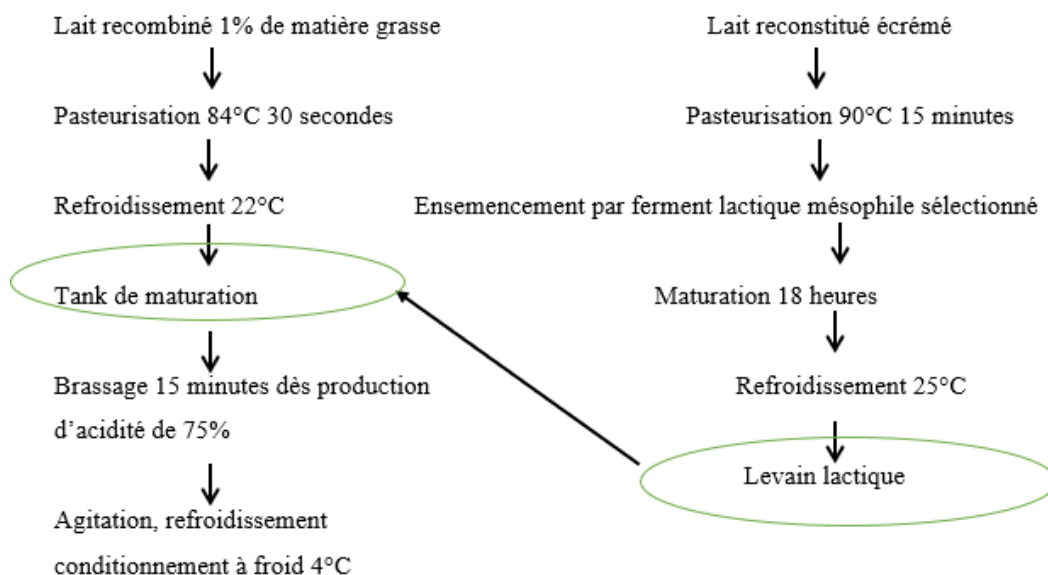 Lait recombiné 1% de matière grasse
Pasteurisation 84°C 30 secondes
Refroidissement 22°C
Tank de maturation
Brassage 15 minutes dès production
d’acidité de 75%
Agitation, refroidissement
conditionnement à froid 4°C
Lait reconstitué écrémé
Pasteurisation 90°C 15 minutes
Ensemencement par ferment lactique mésophile sélectionné
Maturation 18 heures
Refroidissement 25°C
Levain lactique